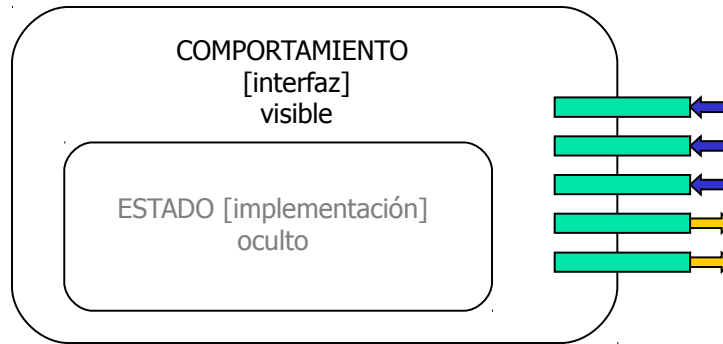 COMPORTAMIENTO
[interfaz]
visible
ESTADO [implementación]
oculto